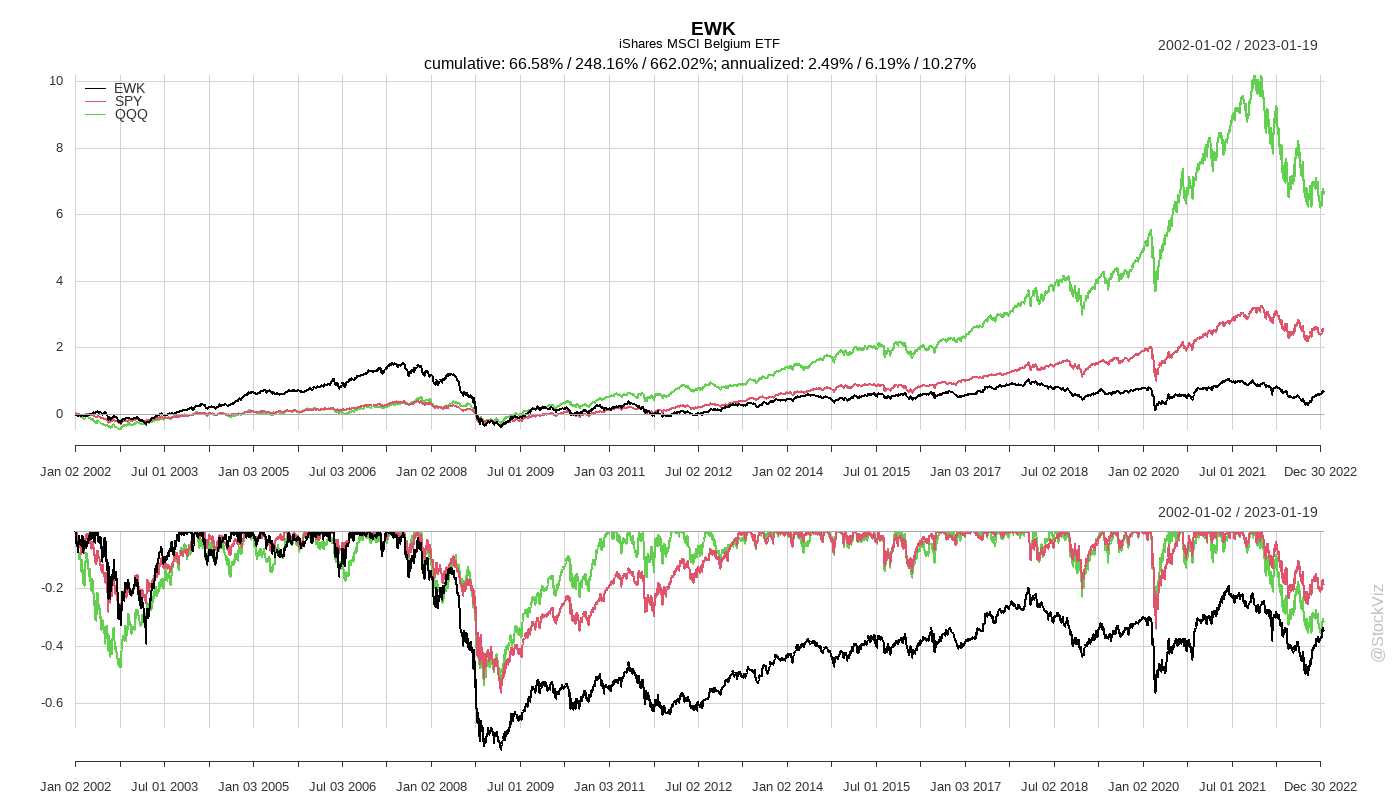 EWK
iShares MSCI Belgium ETF
2002-01-02 / 2023-01-19
cumulative: 66.58% / 248.16% / 662.02%; annualized: 2.49% / 6.19% / 10.27%
EWK
SPY
QQQ
10
8
6
4
2
0
Jan 02 2002 Jul 01 2003 Jan 03 2005 Jul 03 2006 Jan 02 2008 Jul 01 2009 Jan 03 2011 Jul 02 2012 Jan 02 2014 Jul 01 2015 Jan 03 2017 Jul 02 2018 Jan 02 2020 Jul 01 2021 Dec 30 2022
2002-01-02 / 2023-01-19
-0.2
-0.4
-0.6
Jan 02 2002 Jul 01 2003 Jan 03 2005 Jul 03 2006 Jan 02 2008 Jul 01 2009 Jan 03 2011 Jul 02 2012 Jan 02 2014 Jul 01 2015 Jan 03 2017 Jul 02 2018 Jan 02 2020 Jul 01 2021 Dec 30 2022
@StockViz